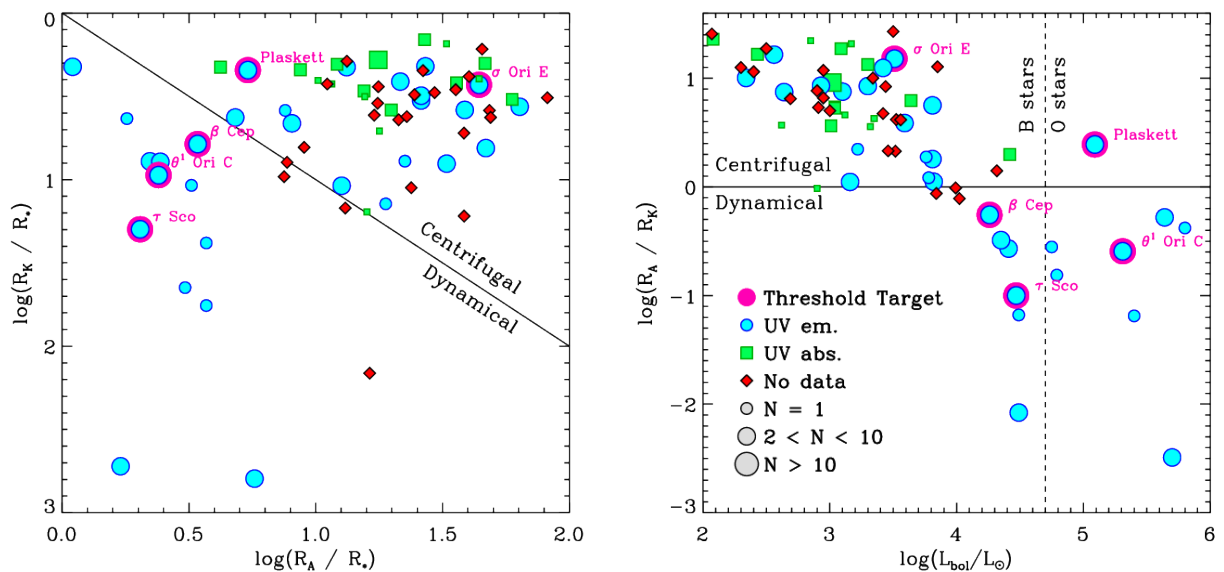 0
1
2
3
log(R_K / R_*)
0.0
0.5
1.0
1.5
2.0
log(R_A / R_*)
Plaskett
σ Ori E
β Cep
θ¹ Ori C
τ Sco
Centrifugal
Dynamical
2
1
0
−1
−2
−3
log(R_A / R_K)
2
3
4
5
6
log(L_bol/L_☉)
σ Ori E
B stars
O stars
Plaskett
Centrifugal
Dynamical
β Cep
θ¹ Ori C
τ Sco
Threshold Target
UV em.
UV abs.
No data
N = 1
2 < N < 10
N > 10